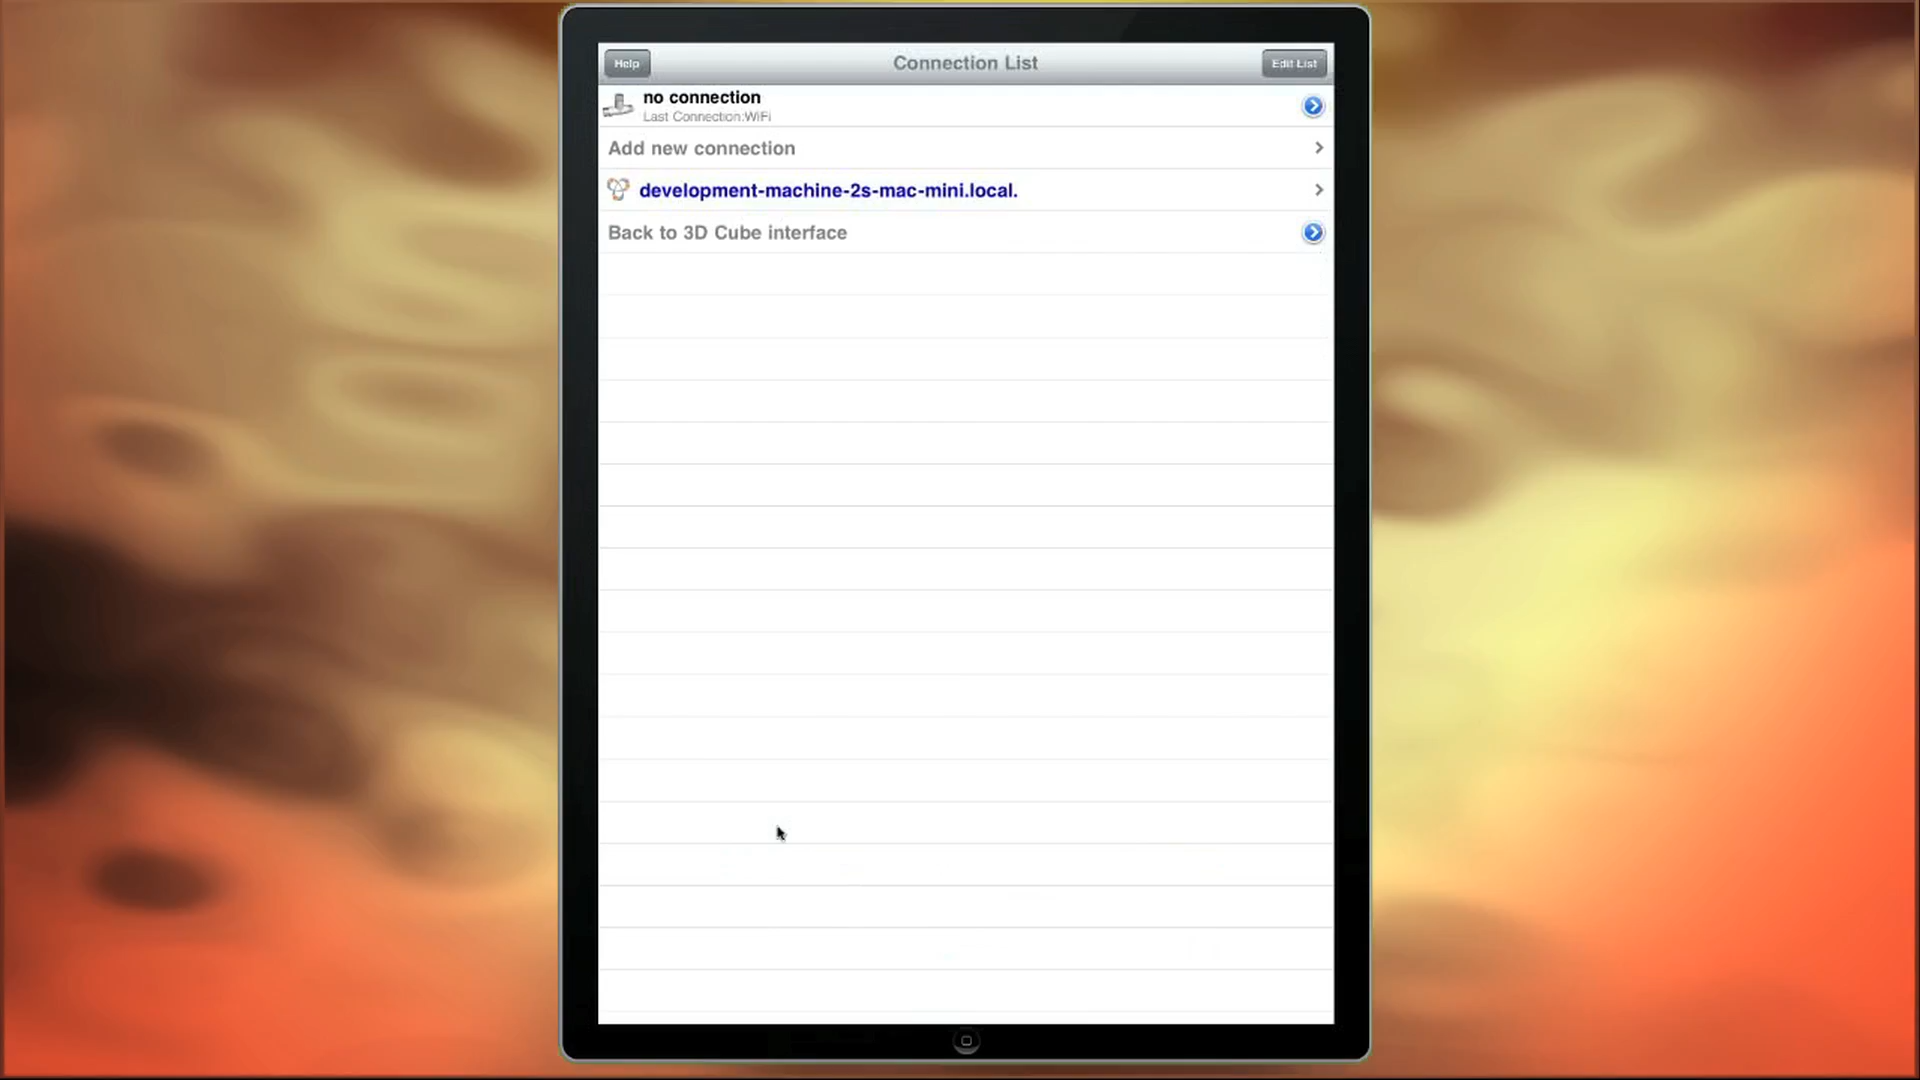 Help
Connection List
Edit List
no connection
Last Connection:WiFi
Add new connection
development-machine-2s-mac-mini.local.
Back to 3D Cube interface